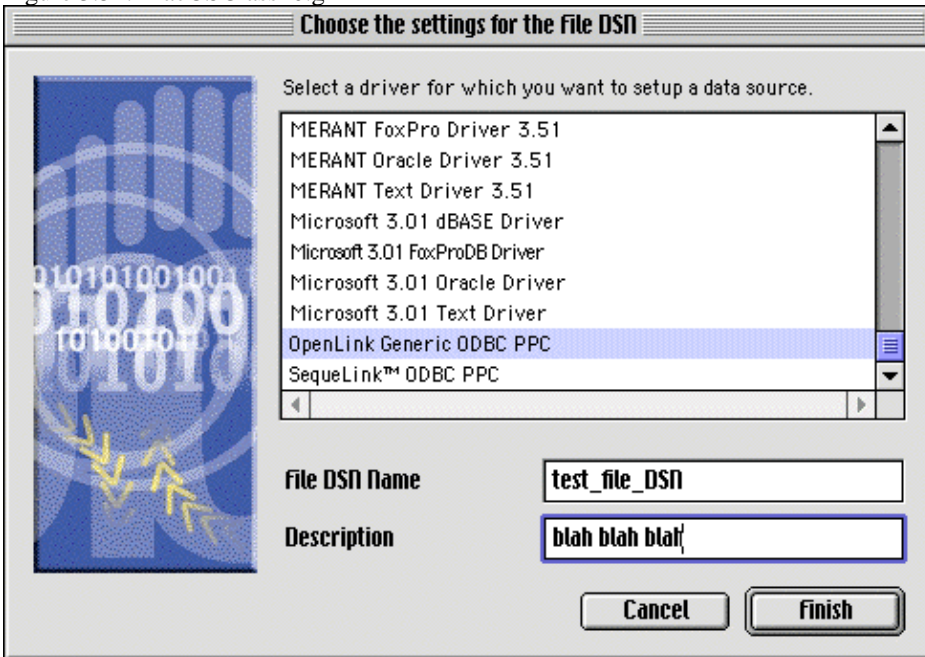 Choose the settings for the File DSN
Select a driver for which you want to setup a data source.
MERANT FoxPro Driver 3.51
MERANT Oracle Driver 3.51
MERANT Text Driver 3.51
Microsoft 3.01 dBASE Driver
Microsoft 3.01 FoxProDB Driver
Microsoft 3.01 Oracle Driver
Microsoft 3.01 Text Driver
OpenLink Generic ODBC PPC
SequeLink™ ODBC PPC
File DSN Name
test_file_DSN
Description
blah blah blah
Cancel
Finish